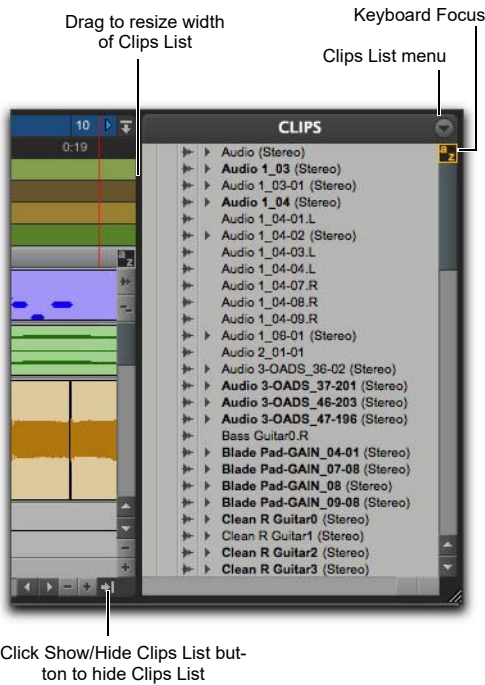 Keyboard Focus
Drag to resize width
of Clips List
Clips List menu
10
CLIPS
0:19
a z
Audio (Stereo)
Audio 1_03 (Stereo)
Audio 1_03-01 (Stereo)
Audio 1_04 (Stereo)
Audio 1_04-01.L
Audio 1_04-02 (Stereo)
Audio 1_04-03.L
Audio 1_04-04.L
Audio 1_04-07.R
Audio 1_04-08.R
Audio 1_04-09.R
Audio 1_06-01 (Stereo)
Audio 2_01-01
Audio 3-OADS_36-02 (Stereo)
Audio 3-OADS_37-201 (Stereo)
Audio 3-OADS_46-203 (Stereo)
Audio 3-OADS_47-196 (Stereo)
Bass Guitar0.R
Blade Pad-GAIN_04-01 (Stereo)
Blade Pad-GAIN_07-08 (Stereo)
Blade Pad-GAIN_08 (Stereo)
Blade Pad-GAIN_09-08 (Stereo)
Clean R Guitar0 (Stereo)
Clean R Guitar1 (Stereo)
Clean R Guitar2 (Stereo)
Clean R Guitar3 (Stereo)
a z
Click Show/Hide Clips List but-
ton to hide Clips List